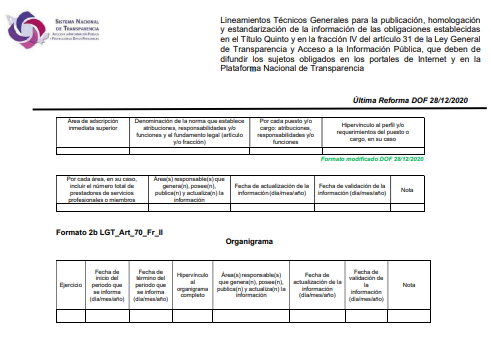 SISTEMA NACIONAL
DE TRANSPARENCIA
ACCESO A LA INFORMACIÓN PÚBLICA
Y PROTECCIÓN DE DATOS PERSONALES
Lineamientos Técnicos Generales para la publicación, homologación
y estandarización de la información de las obligaciones establecidas
en el Título Quinto y en la fracción IV del artículo 31 de la Ley General
de Transparencia y Acceso a la Información Pública, que deben de
difundir los sujetos obligados en los portales de Internet y en la
Plataforma Nacional de Transparencia
Última Reforma DOF 28/12/2020
Área de adscripción
inmediata superior
Denominación de la norma que establece
atribuciones, responsabilidades y/o
funciones y el fundamento legal (artículo
y/o fracción)
Por cada puesto y/o
cargo: atribuciones,
responsabilidades y/o
funciones
Hipervínculo al perfil y/o
requerimientos del puesto o
cargo, en su caso
Formato modificado DOF 28/12/2020
Por cada área, en su caso,
incluir el número total de
prestadores de servicios
profesionales o miembros
Área(s) responsable(s) que
genera(n), posee(n),
publica(n) y actualiza(n) la
información
Fecha de actualización de la
información (día/mes/año)
Fecha de validación de la
información (día/mes/año)
Nota
Formato 2b LGT_Art_70_Fr_II
Organigrama
Ejercicio
Fecha de
inicio del
periodo que
se informa
(día/mes/año)
Fecha de
término del
periodo que
se informa
(día/mes/año)
Hipervínculo
al
organigrama
completo
Área(s) responsable(s)
que genera(n), posee(n),
publica(n) y actualiza(n) la
información
Fecha de
actualización de
la información
(día/mes/año)
Fecha de
validación de
la
información
(día/mes/año)
Nota